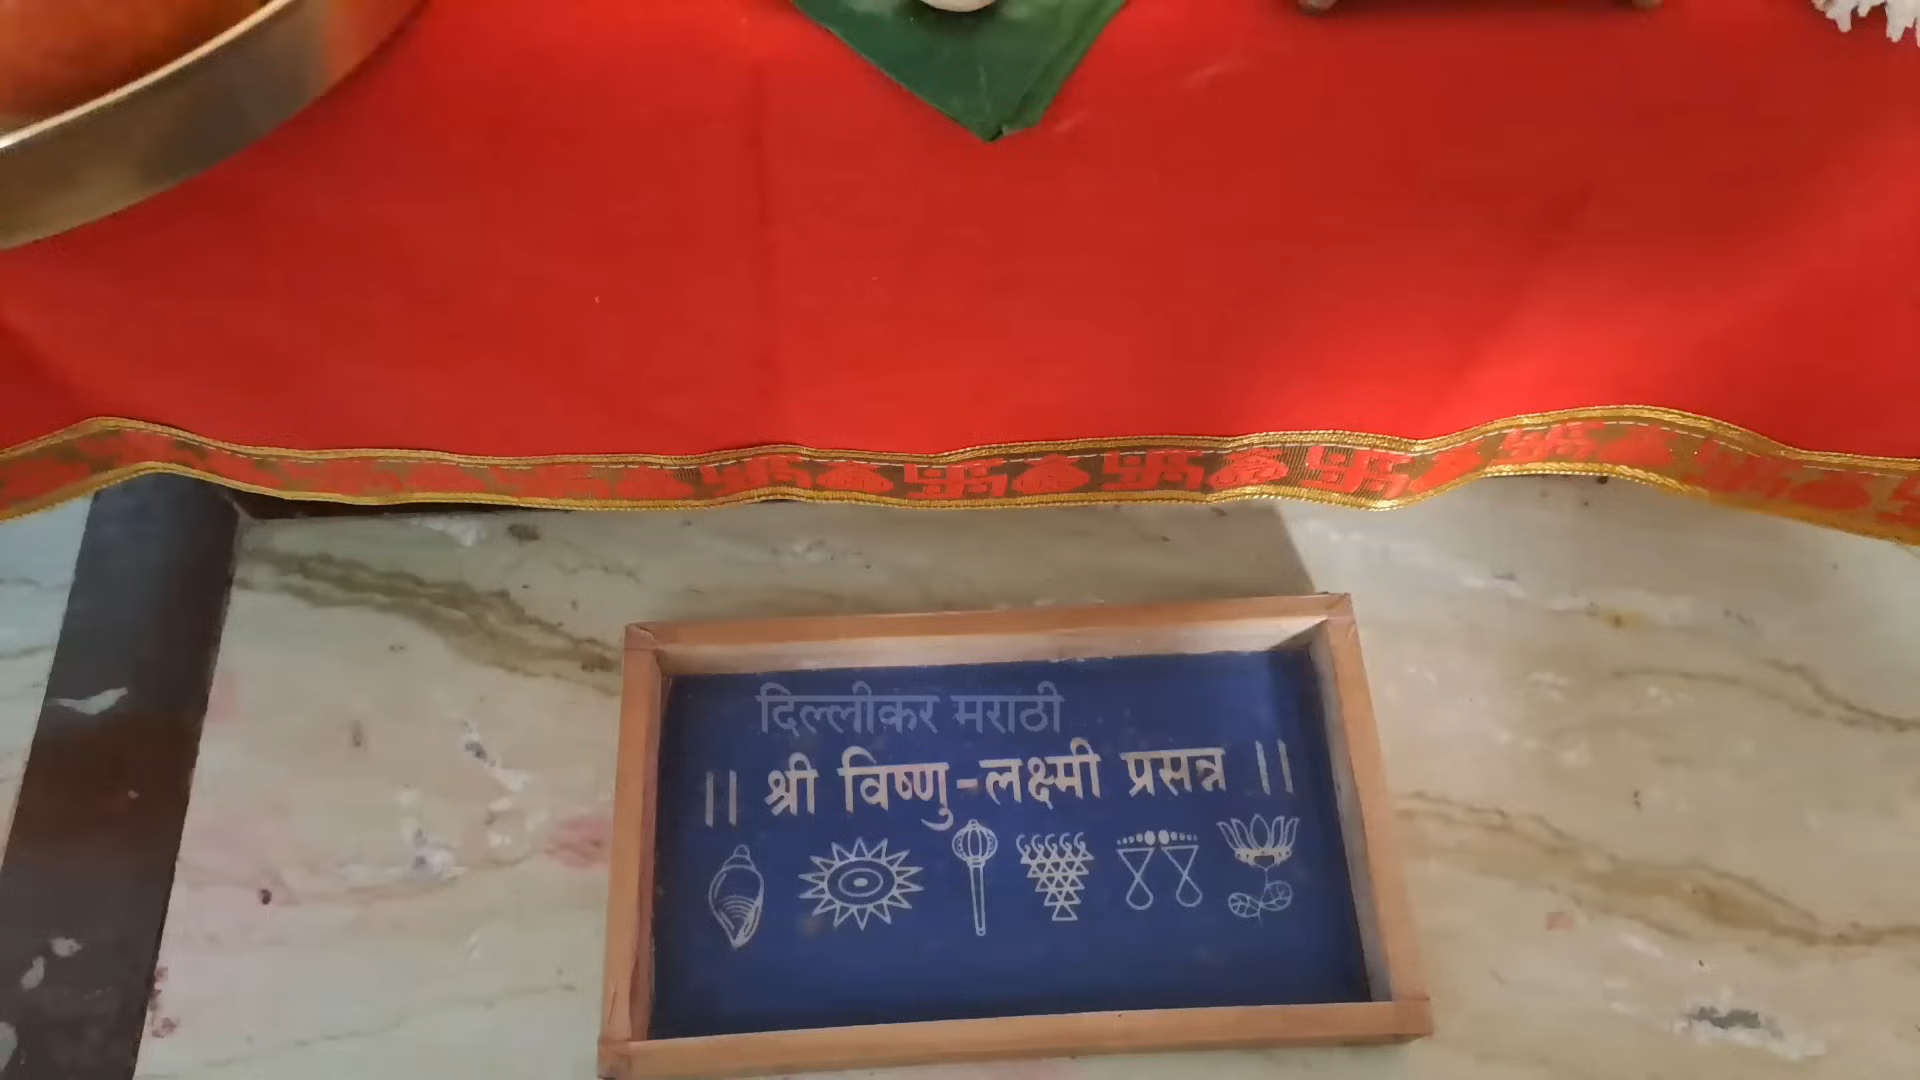 दिल्लीकर मराठी
|| श्री विष्णु-लक्ष्मी प्रसन्न ||